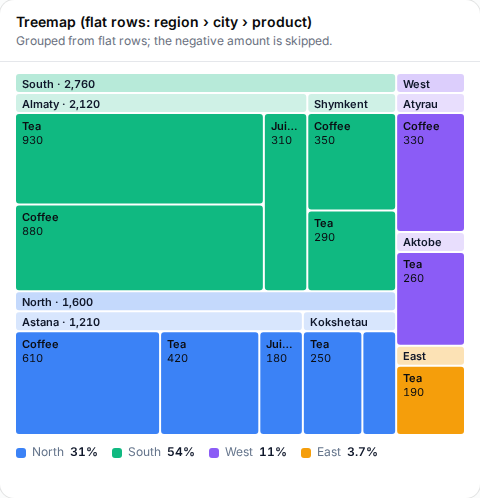 Treemap (flat rows: region › city › product)
Grouped from flat rows; the negative amount is skipped.
South · 2,760
Almaty · 2,120
Tea
930
Jui…
310
Coffee
880
Shymkent
Coffee
350
Tea
290
West
Atyrau
Coffee
330
Aktobe
Tea
260
North · 1,600
Astana · 1,210
Coffee
610
Tea
420
Jui…
180
Kokshetau
Tea
250
East
Tea
190
North 31% South 54% West 11% East 3.7%